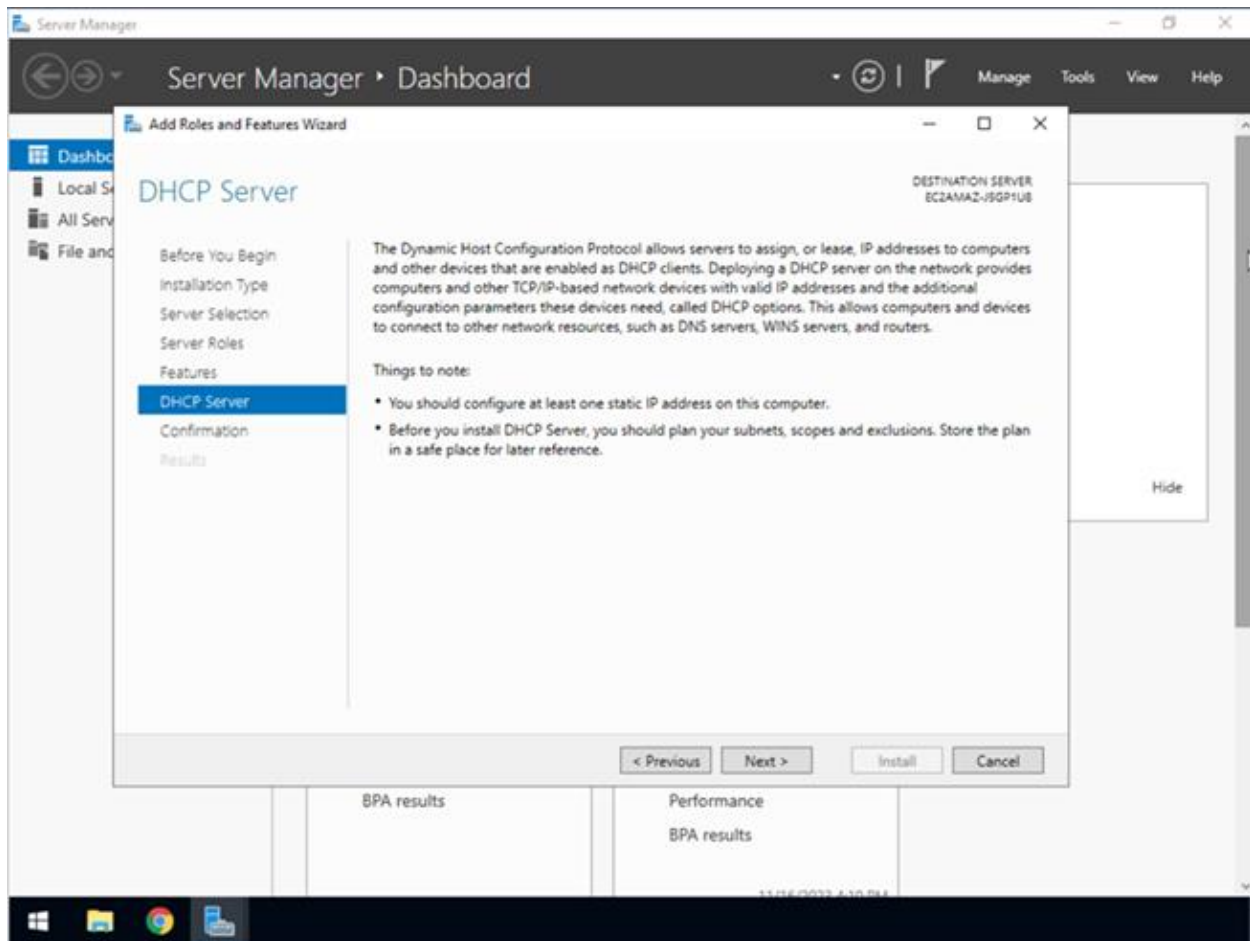 Server Manager
Server Manager • Dashboard
Manage Tools View Help
Add Roles and Features Wizard
DHCP Server
DESTINATION SERVER
EC2AMAZ-J5GP1U8
Dashbo
Local Se
All Serv
File and
Before You Begin
Installation Type
Server Selection
Server Roles
Features
DHCP Server
Confirmation
Results
The Dynamic Host Configuration Protocol allows servers to assign, or lease, IP addresses to computers
and other devices that are enabled as DHCP clients. Deploying a DHCP server on the network provides
computers and other TCP/IP-based network devices with valid IP addresses and the additional
configuration parameters these devices need, called DHCP options. This allows computers and devices
to connect to other network resources, such as DNS servers, WINS servers, and routers.
Things to note:
• You should configure at least one static IP address on this computer.
• Before you install DHCP Server, you should plan your subnets, scopes and exclusions. Store the plan
in a safe place for later reference.
Hide
< Previous Next > Install Cancel
BPA results
Performance
BPA results